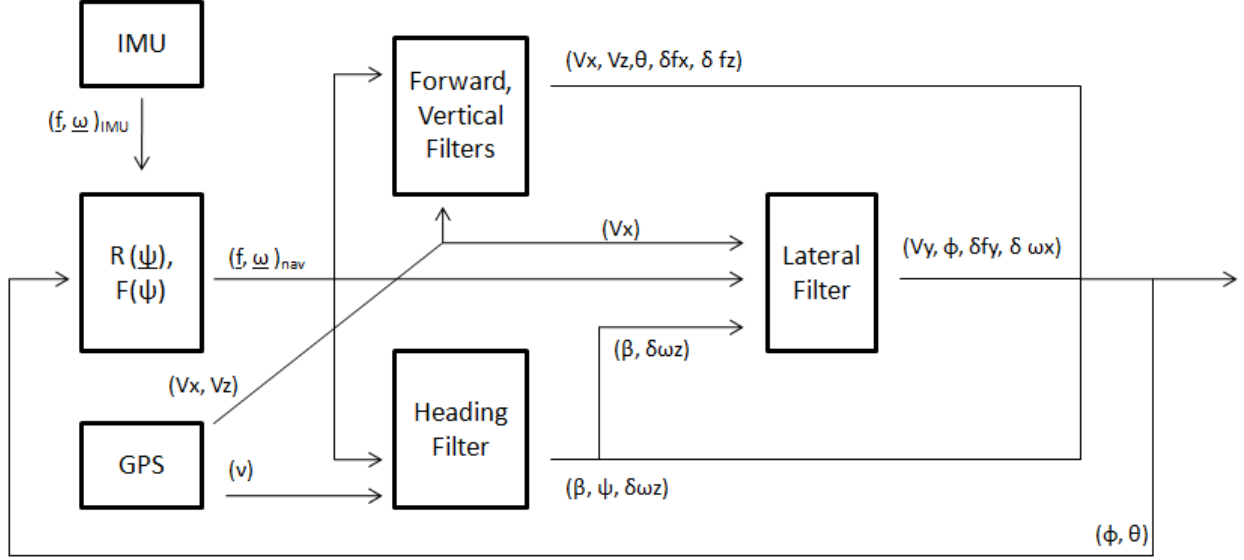 IMU
(Vx, Vz,θ, δfx, δ fz)
Forward,
Vertical
Filters
(f, ω )IMU
(Vx)
R (ψ),
F(ψ)
(f, ω )nav
Lateral
Filter
(Vy, ϕ, δfy, δ ωx)
(β, δωz)
(Vx, Vz)
Heading
Filter
GPS
(v)
(β, ψ, δωz)
(ϕ, θ)